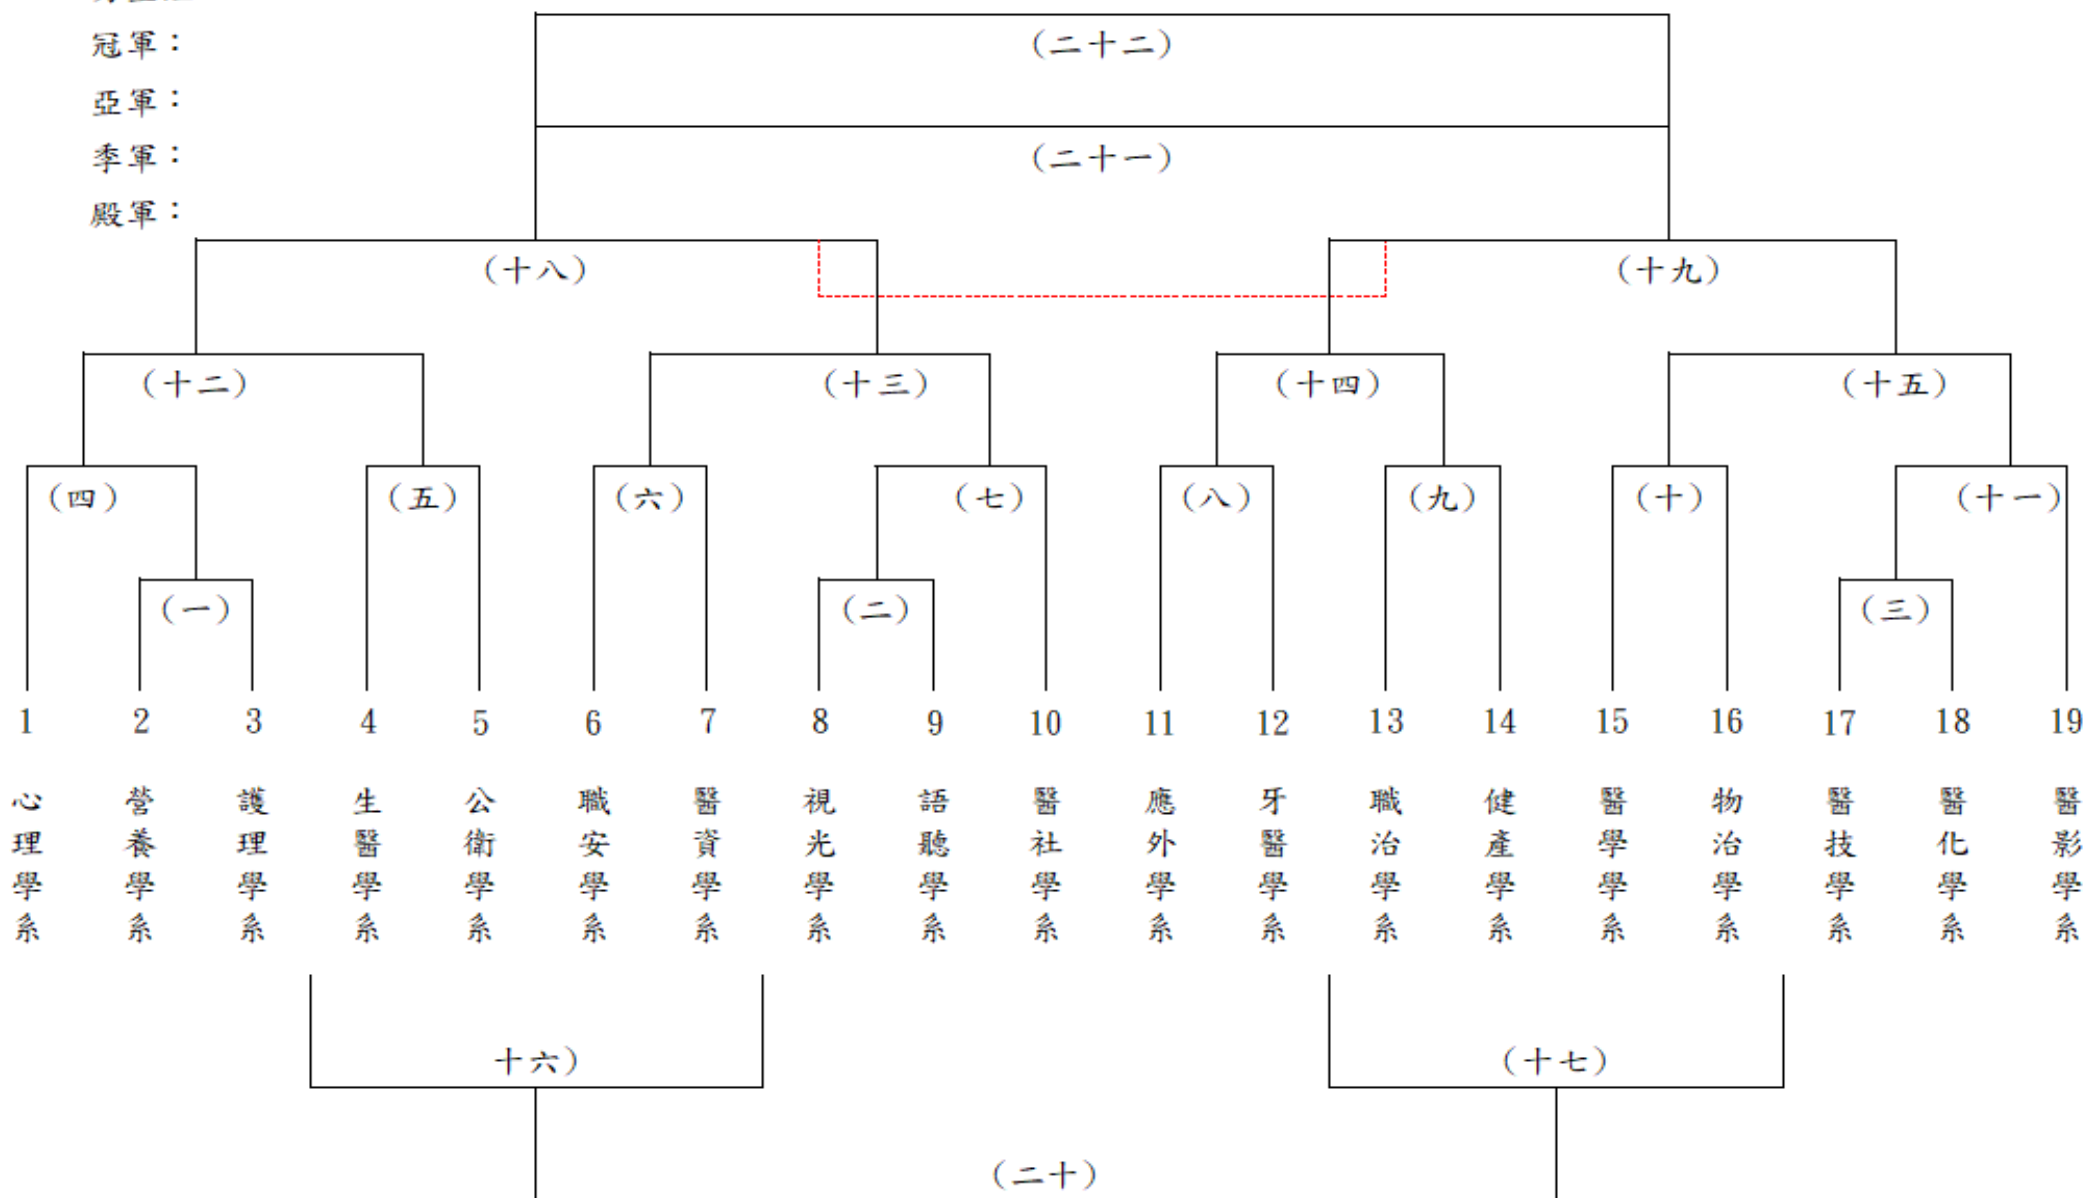 (二十二)
冠軍：
亞軍：
(二十一)
季軍：
殿軍：
(十八)
(十九)
(十二)
(十三)
(十四)
(十五)
(四)
(五)
(六)
(七)
(八)
(九)
(十)
(十一)
(一)
(二)
(三)
1 2 3 4 5 6 7 8 9 10 11 12 13 14 15 16 17 18 19
心理學系
營養學系
護理學系
生醫學系
公衛學系
職安學系
醫資學系
視光學系
語聽學系
醫社學系
應外學系
牙醫學系
職治學系
健產學系
醫學學系
物治學系
醫技學系
醫化學系
醫影學系
十六)
(十七)
(二十)